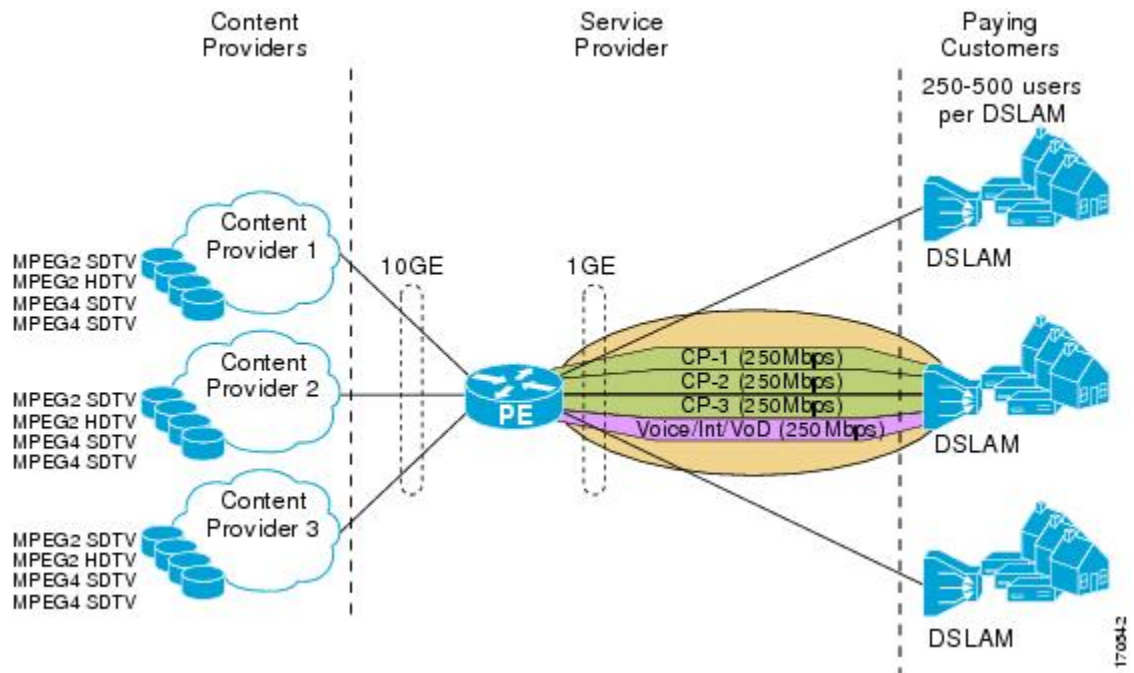 Content
Providers
Service
Provider
Paying
Customers
250-500 users
per DSLAM
Content
Provider 1
MPEG2 SDTV
MPEG2 HDTV
MPEG4 SDTV
MPEG4 SDTV
10GE
1GE
DSLAM
Content
Provider 2
MPEG2 SDTV
MPEG2 HDTV
MPEG4 SDTV
MPEG4 SDTV
PE
CP-1 (250Mbps)
CP-2 (250Mbps)
CP-3 (250Mbps)
Voice/Int/VoD (250Mbps)
DSLAM
Content
Provider 3
MPEG2 SDTV
MPEG2 HDTV
MPEG4 SDTV
MPEG4 SDTV
DSLAM
170542